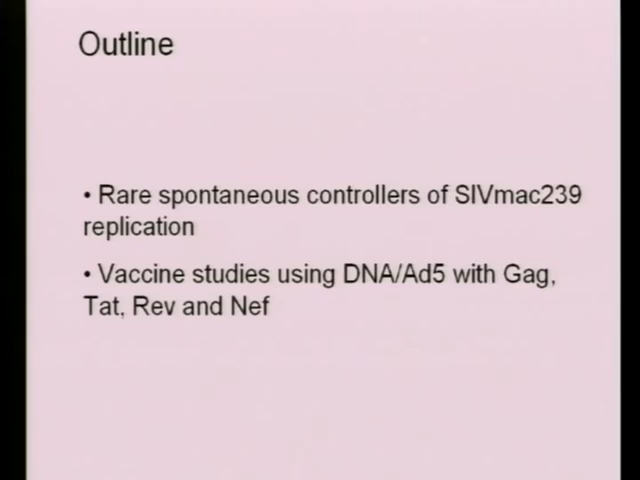 Outline
• Rare spontaneous controllers of SIVmac239
replication
• Vaccine studies using DNA/Ad5 with Gag,
Tat, Rev and Nef